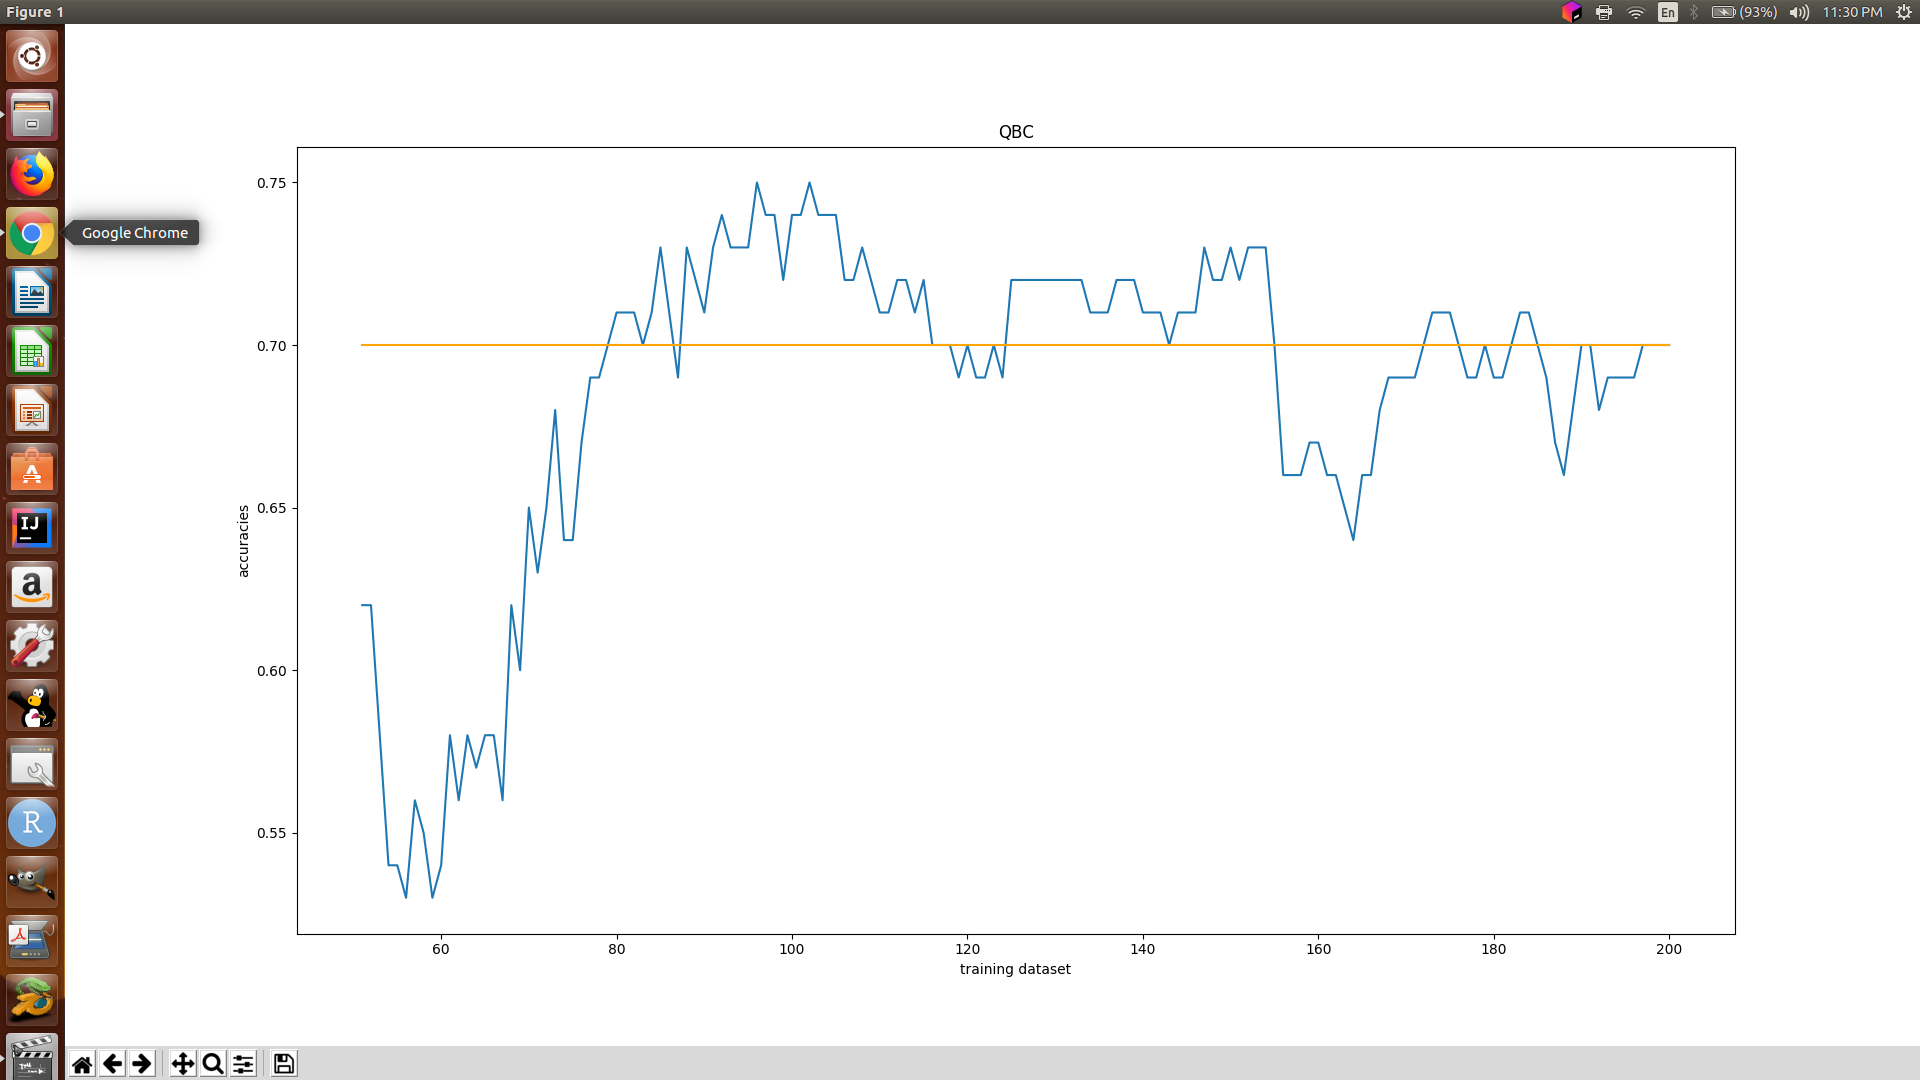 Figure 1
En
(93%)
11:30 PM
Google Chrome
QBC
0.75
0.70
0.65
0.60
0.55
accuracies
60 80 100 120 140 160 180 200
training dataset
IJ
a
R